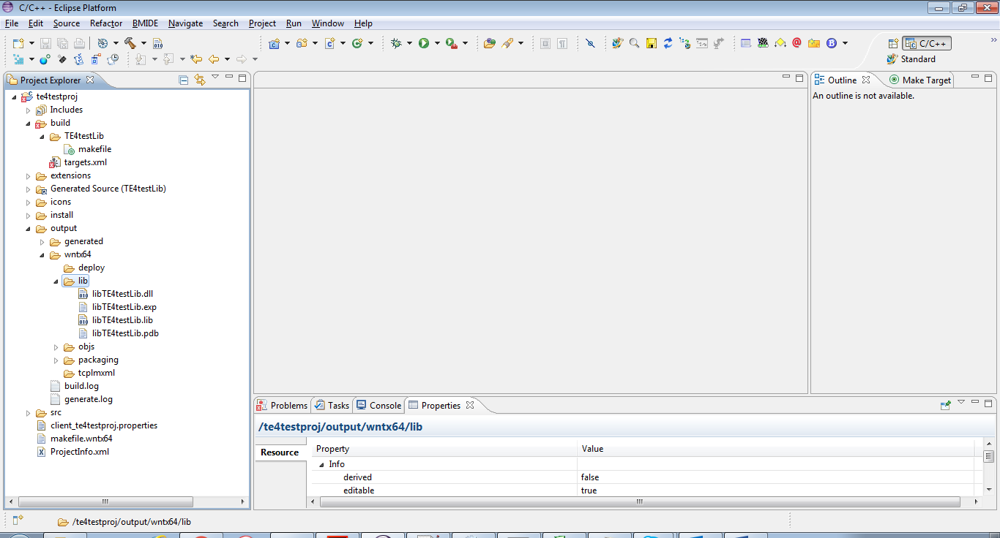 C/C++ - Eclipse Platform
File Edit Source Refactor BMIDE Navigate Search Project Run Window Help
C/C++
Standard
Project Explorer
te4testproj
Includes
build
TE4testLib
makefile
targets.xml
extensions
Generated Source (TE4testLib)
icons
install
output
generated
wntx64
deploy
lib
libTE4testLib.dll
libTE4testLib.exp
libTE4testLib.lib
libTE4testLib.pdb
objs
packaging
tcplmxml
build.log
generate.log
src
client_te4testproj.properties
makefile.wntx64
ProjectInfo.xml
Outline Make Target
An outline is not available.
Problems Tasks Console Properties
/te4testproj/output/wntx64/lib
Resource
Property Value
Info
derived false
editable true
/te4testproj/output/wntx64/lib